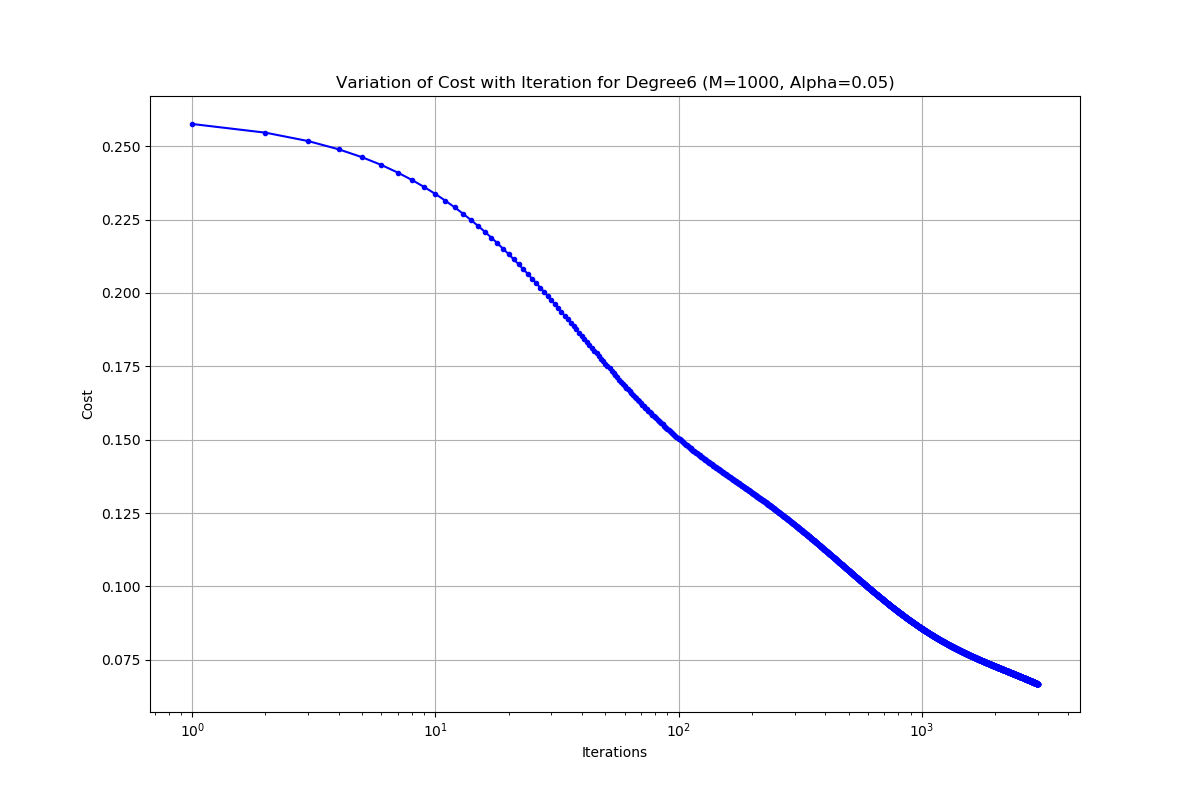 Variation of Cost with Iteration for Degree6 (M=1000, Alpha=0.05)
0.250
0.225
0.200
0.175
0.150
0.125
0.100
0.075
Cost
10⁰ 10¹ 10² 10³
Iterations